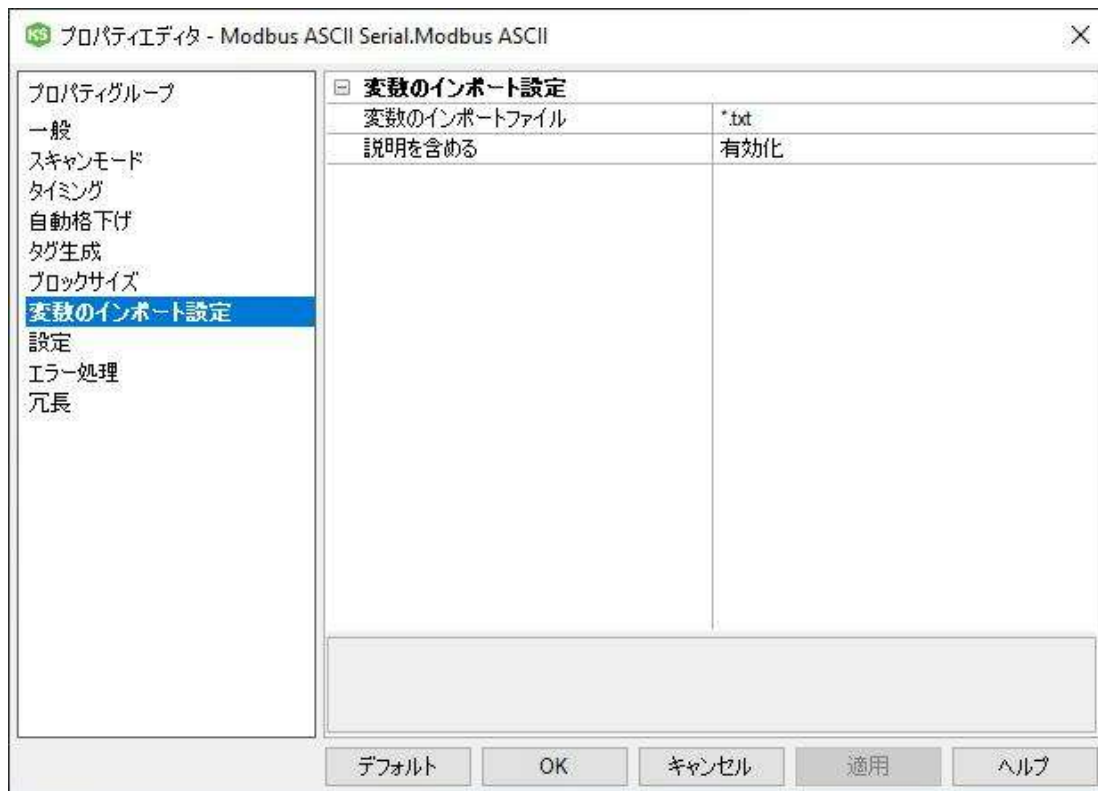 KS プロパティエディタ - Modbus ASCII Serial.Modbus ASCII
プロパティグループ
一般
スキャンモード
タイミング
自動格下げ
タグ生成
ブロックサイズ
変数のインポート設定
設定
エラー処理
冗長
変数のインポート設定
変数のインポートファイル *.txt
説明を含める 有効化
デフォルト OK キャンセル 適用 ヘルプ